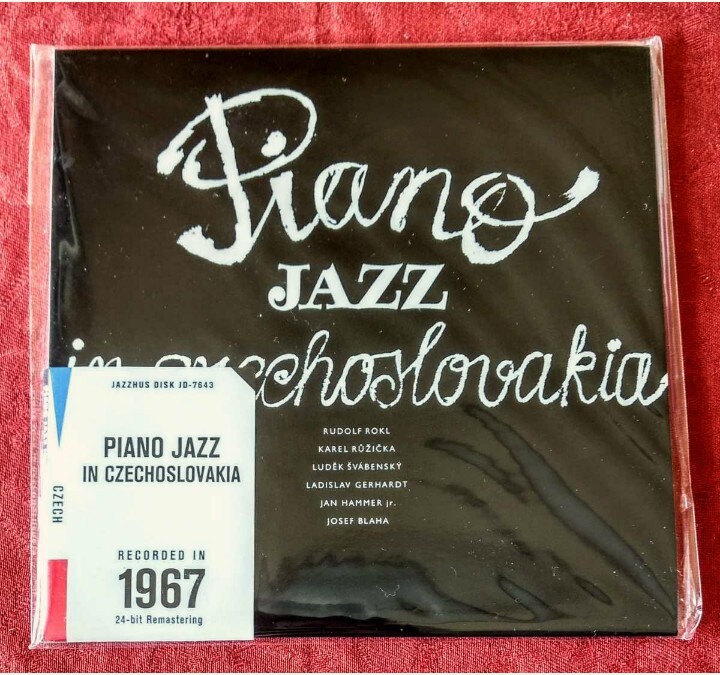 Piano
JAZZ
in czechoslovakia
RUDOLF ROKL
KAREL RŮŽIČKA
LUDĚK ŠVÁBENSKÝ
LADISLAV GERHARDT
JAN HAMMER jr.
JOSEF BLAHA
JAZZHUS DISK JD-7643
PIANO JAZZ
IN CZECHOSLOVAKIA
CZECH
RECORDED IN
1967
24-bit Remastering